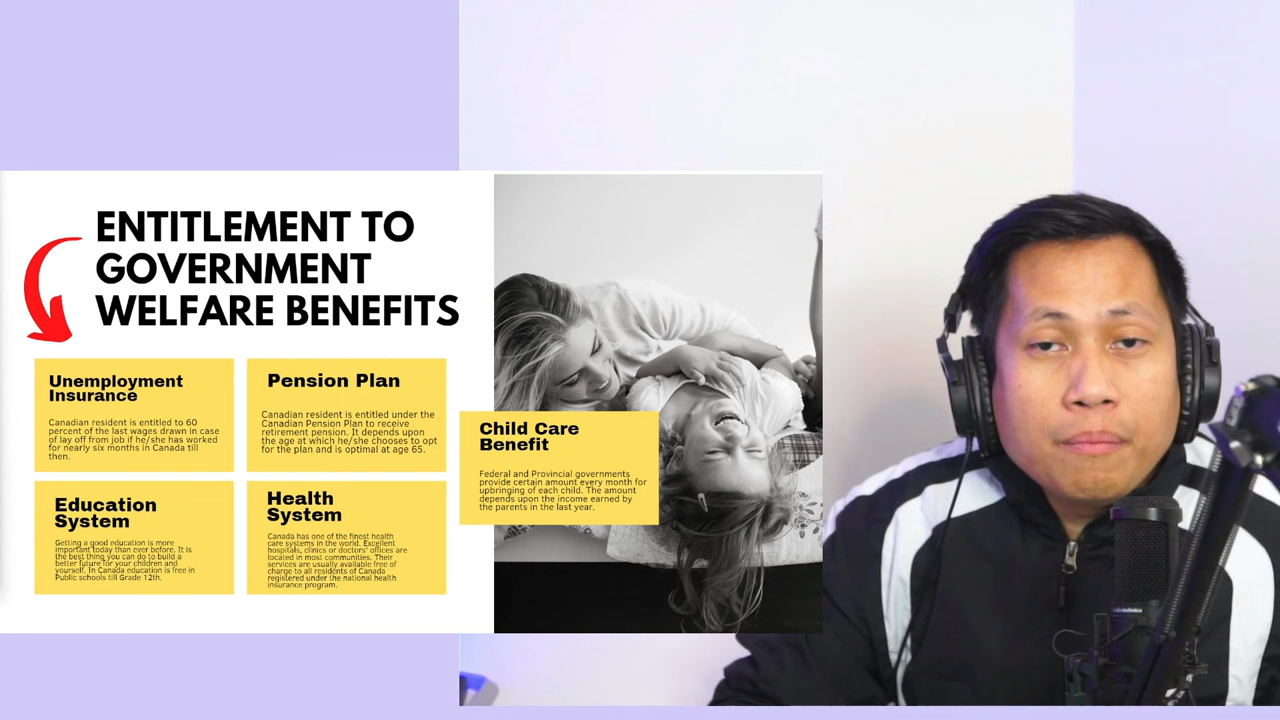 ENTITLEMENT TO
GOVERNMENT
WELFARE BENEFITS
Unemployment
Insurance
Canadian resident is entitled to 60
percent of the last wages drawn in case
of lay off from job if he/she has worked
for nearly six months in Canada till
then.
Pension Plan
Canadian resident is entitled under the
Canadian Pension Plan to receive
retirement pension. It depends upon
the age at which he/she chooses to opt
for the plan and is optimal at age 65.
Child Care
Benefit
Federal and Provincial governments
provide certain amount every month for
upbringing of each child. The amount
depends upon the income earned by
the parents in the last year.
Education
System
Getting a good education is more
important today than ever before. It is
the best thing you can do to build a
better future for your children and
yourself. In Canada education is free in
Public schools till Grade 12th.
Health
System
Canada has one of the finest health
care systems in the world. Excellent
hospitals, clinics or doctors' offices are
located in most communities. Their
services are usually available free of
charge to all residents of Canada
registered under the national health
insurance program.